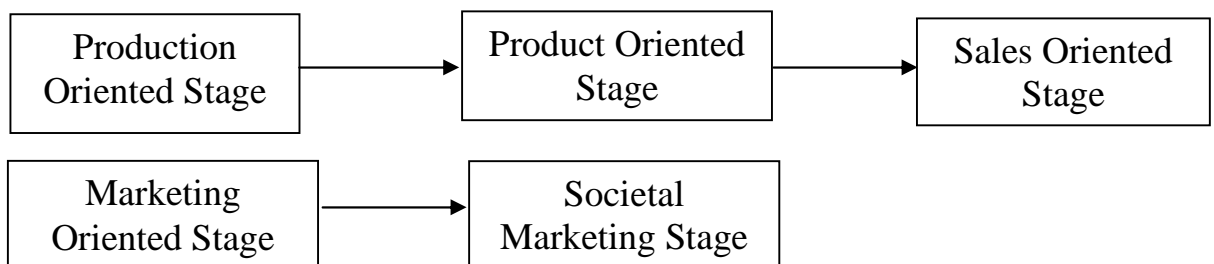 Production
Oriented Stage
Product Oriented
Stage
Sales Oriented
Stage
Marketing
Oriented Stage
Societal
Marketing Stage